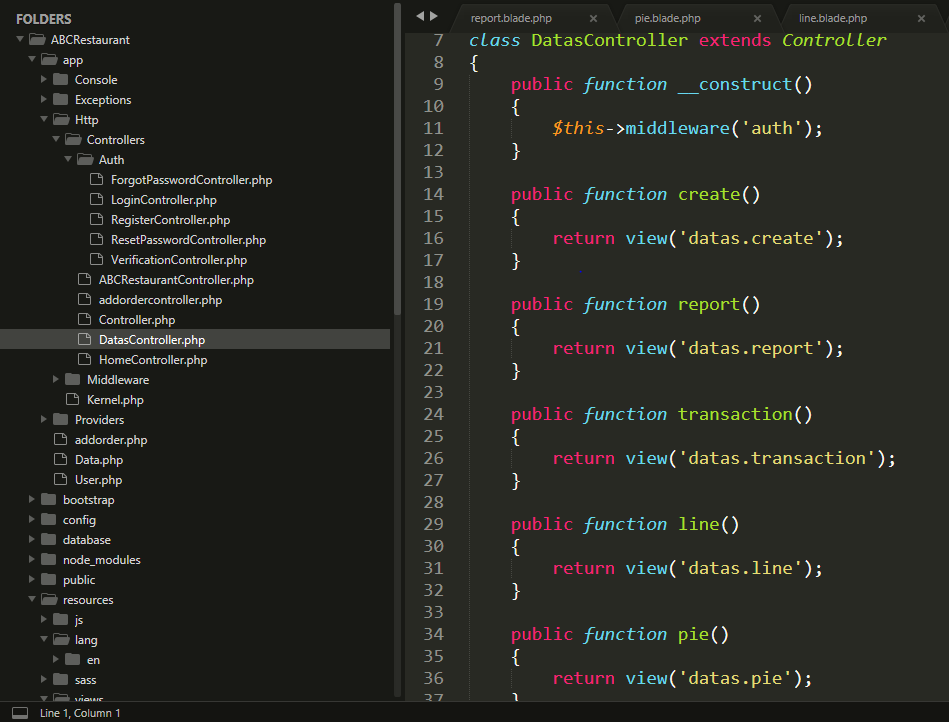 FOLDERS
ABCRestaurant
app
Console
Exceptions
Http
Controllers
Auth
ForgotPasswordController.php
LoginController.php
RegisterController.php
ResetPasswordController.php
VerificationController.php
ABCRestaurantController.php
addordercontroller.php
Controller.php
DatasController.php
HomeController.php
Middleware
Kernel.php
Providers
addorder.php
Data.php
User.php
bootstrap
config
database
node_modules
public
resources
js
lang
en
sass
views
report.blade.php × pie.blade.php × line.blade.php ×
7 class DatasController extends Controller
8 {
9 public function __construct()
10 {
11 $this->middleware('auth');
12 }
13
14 public function create()
15 {
16 return view('datas.create');
17 }
18
19 public function report()
20 {
21 return view('datas.report');
22 }
23
24 public function transaction()
25 {
26 return view('datas.transaction');
27 }
28
29 public function line()
30 {
31 return view('datas.line');
32 }
33
34 public function pie()
35 {
36 return view('datas.pie');
37 }
Line 1, Column 1